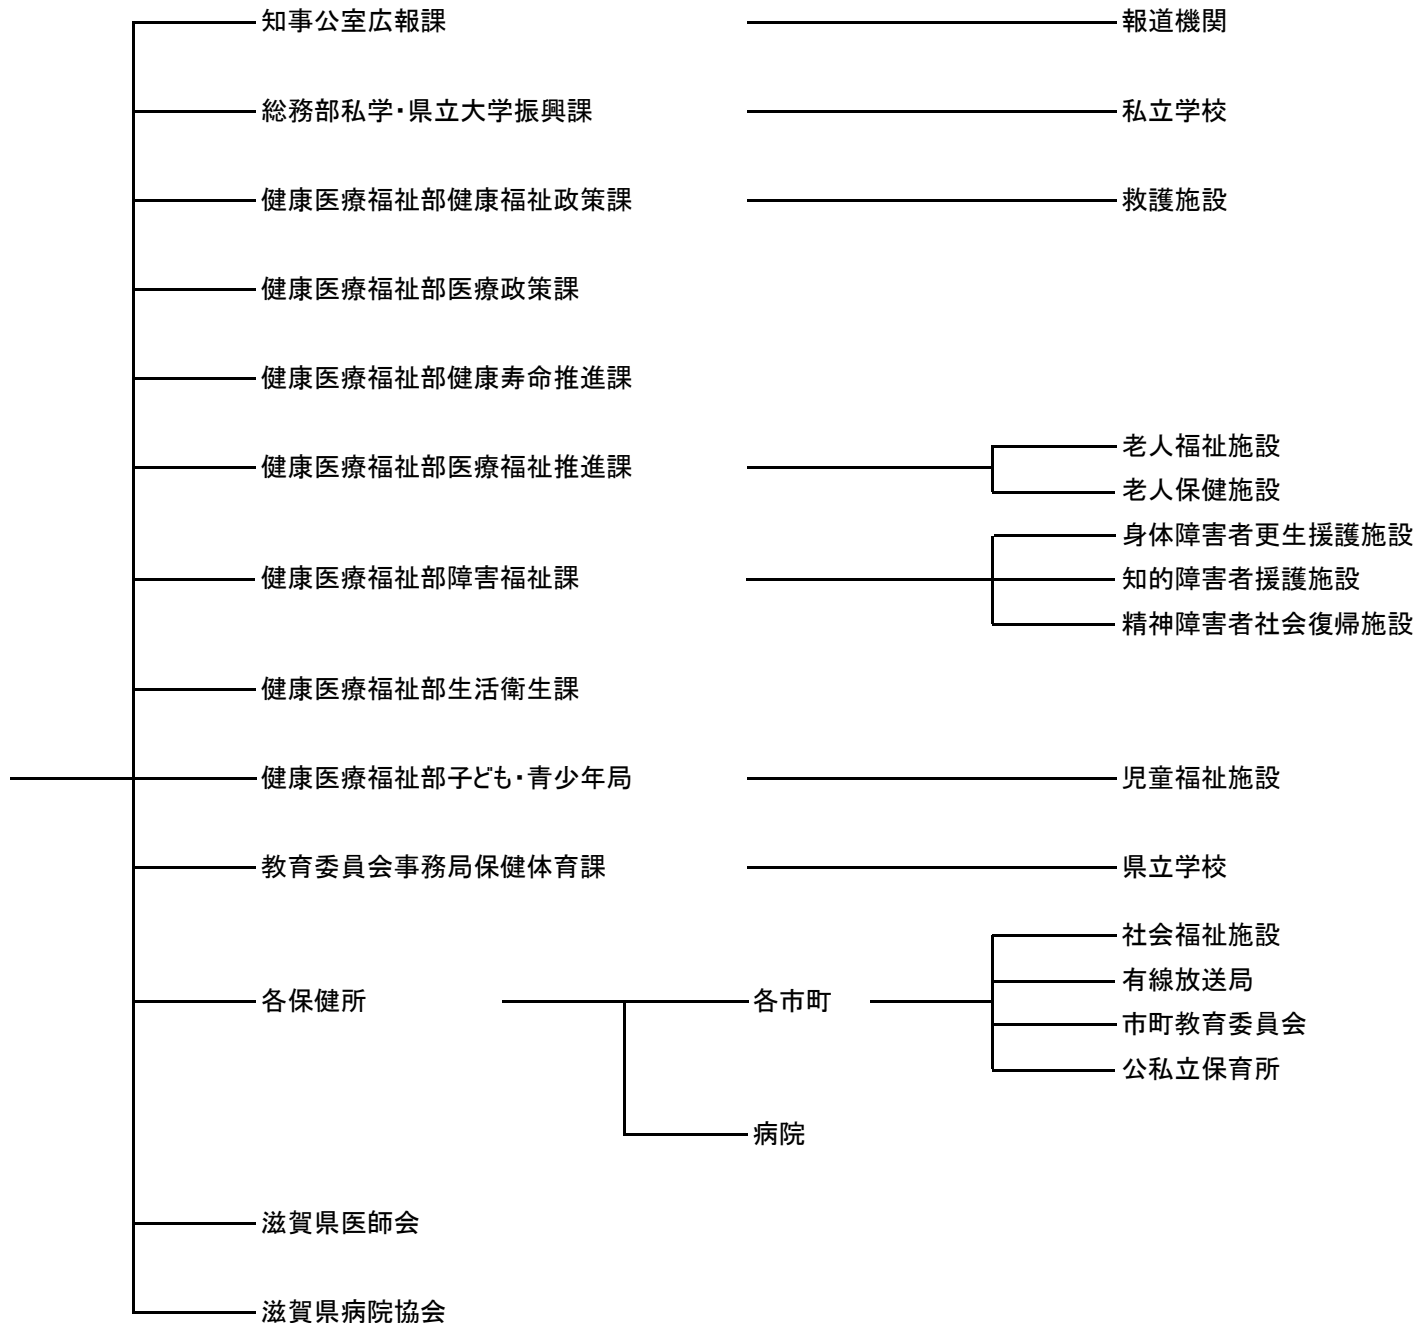 知事公室広報課
報道機関
総務部私学・県立大学振興課
私立学校
健康医療福祉部健康福祉政策課
救護施設
健康医療福祉部医療政策課
健康医療福祉部健康寿命推進課
健康医療福祉部医療福祉推進課
老人福祉施設
老人保健施設
健康医療福祉部障害福祉課
身体障害者更生援護施設
知的障害者援護施設
精神障害者社会復帰施設
健康医療福祉部生活衛生課
健康医療福祉部子ども・青少年局
児童福祉施設
教育委員会事務局保健体育課
県立学校
各保健所
各市町
社会福祉施設
有線放送局
市町教育委員会
公私立保育所
病院
滋賀県医師会
滋賀県病院協会